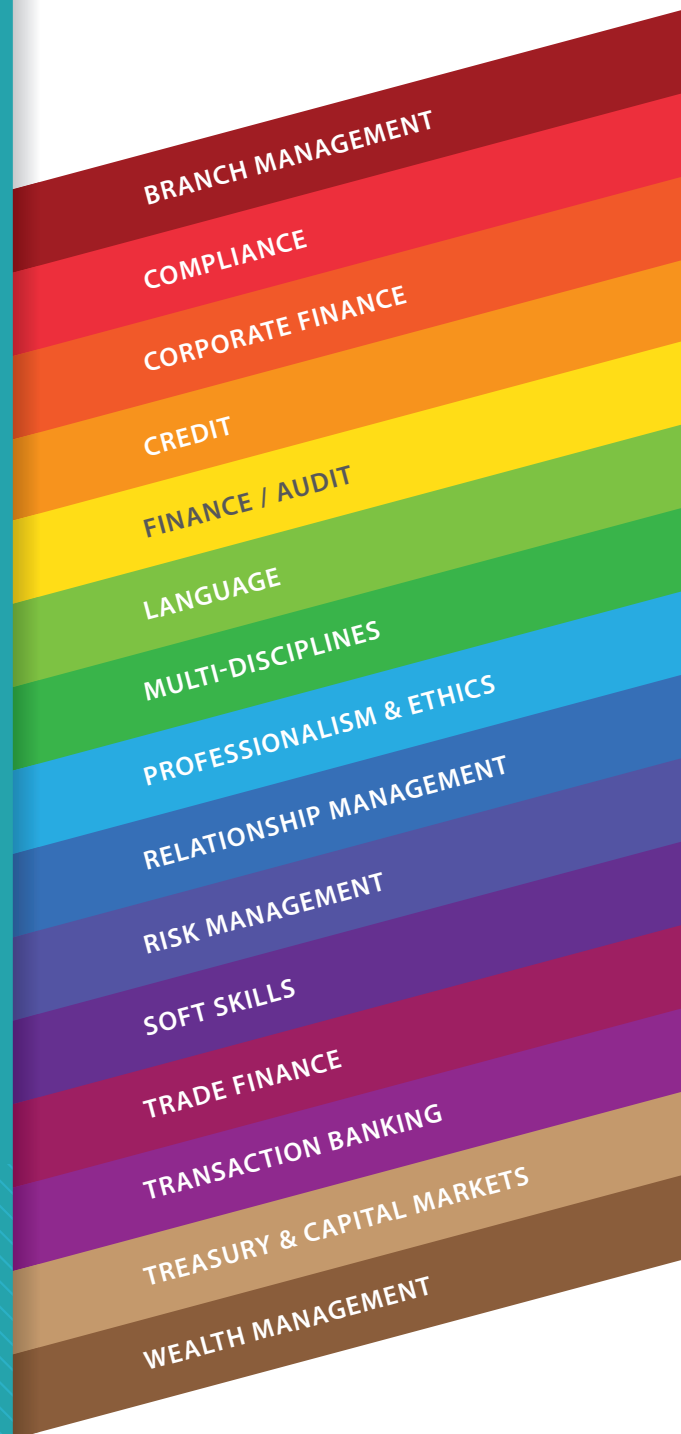 BRANCH MANAGEMENT
COMPLIANCE
CORPORATE FINANCE
CREDIT
FINANCE / AUDIT
LANGUAGE
MULTI-DISCIPLINES
PROFESSIONALISM & ETHICS
RELATIONSHIP MANAGEMENT
RISK MANAGEMENT
SOFT SKILLS
TRADE FINANCE
TRANSACTION BANKING
TREASURY & CAPITAL MARKETS
WEALTH MANAGEMENT